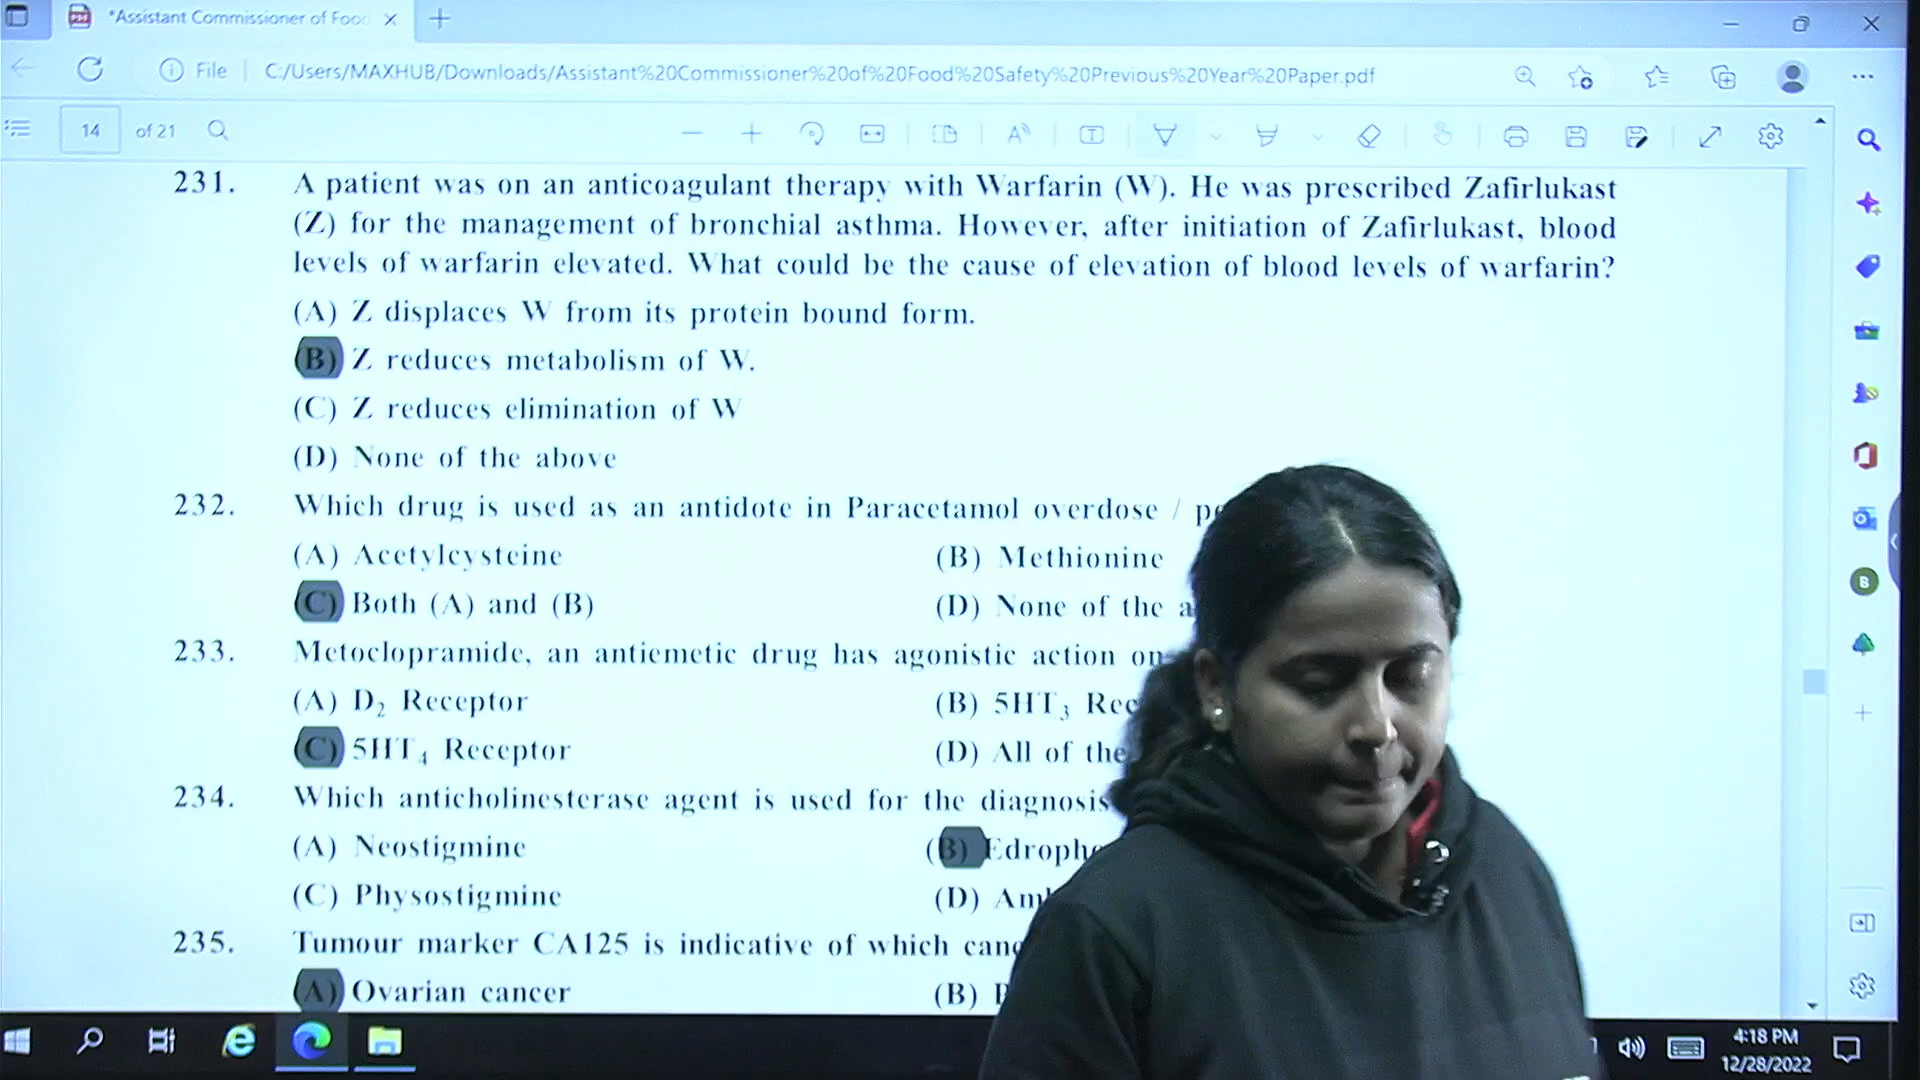 *Assistant Commissioner of Food
File
C:/Users/MAXHUB/Downloads/Assistant%20Commissioner%20of%20Food%20Safety%20Previous%20Year%20Paper.pdf
14 of 21
231. A patient was on an anticoagulant therapy with Warfarin (W). He was prescribed Zafirlukast
(Z) for the management of bronchial asthma. However, after initiation of Zafirlukast, blood
levels of warfarin elevated. What could be the cause of elevation of blood levels of warfarin?
(A) Z displaces W from its protein bound form.
(B) Z reduces metabolism of W.
(C) Z reduces elimination of W
(D) None of the above
232. Which drug is used as an antidote in Paracetamol overdose /
(A) Acetylcysteine (B) Methionine
(C) Both (A) and (B) (D) None of the
233. Metoclopramide, an antiemetic drug has agonistic action on
(A) D₂ Receptor (B) 5HT₃
(C) 5HT₄ Receptor (D) All of the
234. Which anticholinesterase agent is used for the diagnosis
(A) Neostigmine (B)
(C) Physostigmine (D)
235. Tumour marker CA125 is indicative of which
(A) Ovarian cancer (B)
4:18 PM
12/28/2022